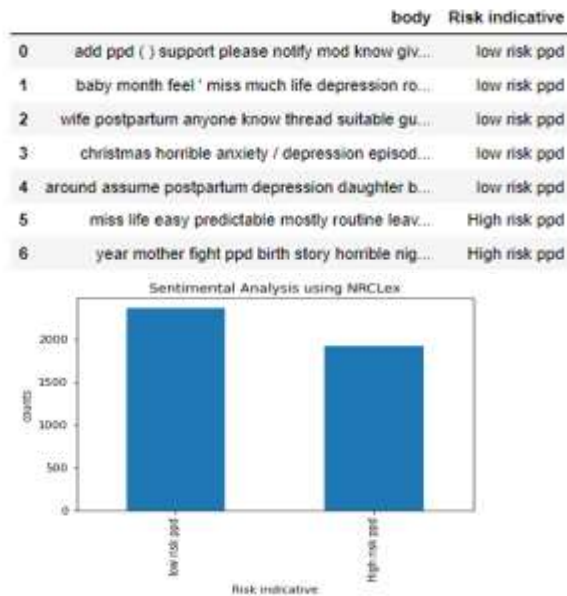 body Risk indicative
0 add ppd ( ) support please notify mod know giv... low risk ppd
1 baby month feel ' miss much life depression ro... low risk ppd
2 wife postpartum anyone know thread suitable gu... low risk ppd
3 christmas horrible anxiety / depression episod... low risk ppd
4 around assume postpartum depression daughter b... low risk ppd
5 miss life easy predictable mostly routine leav... High risk ppd
6 year mother fight ppd birth story horrible nig... High risk ppd
Sentimental Analysis using NRCLex
2000
1500
1000
500
0
counts
low risk ppd
High risk ppd
Risk indicative